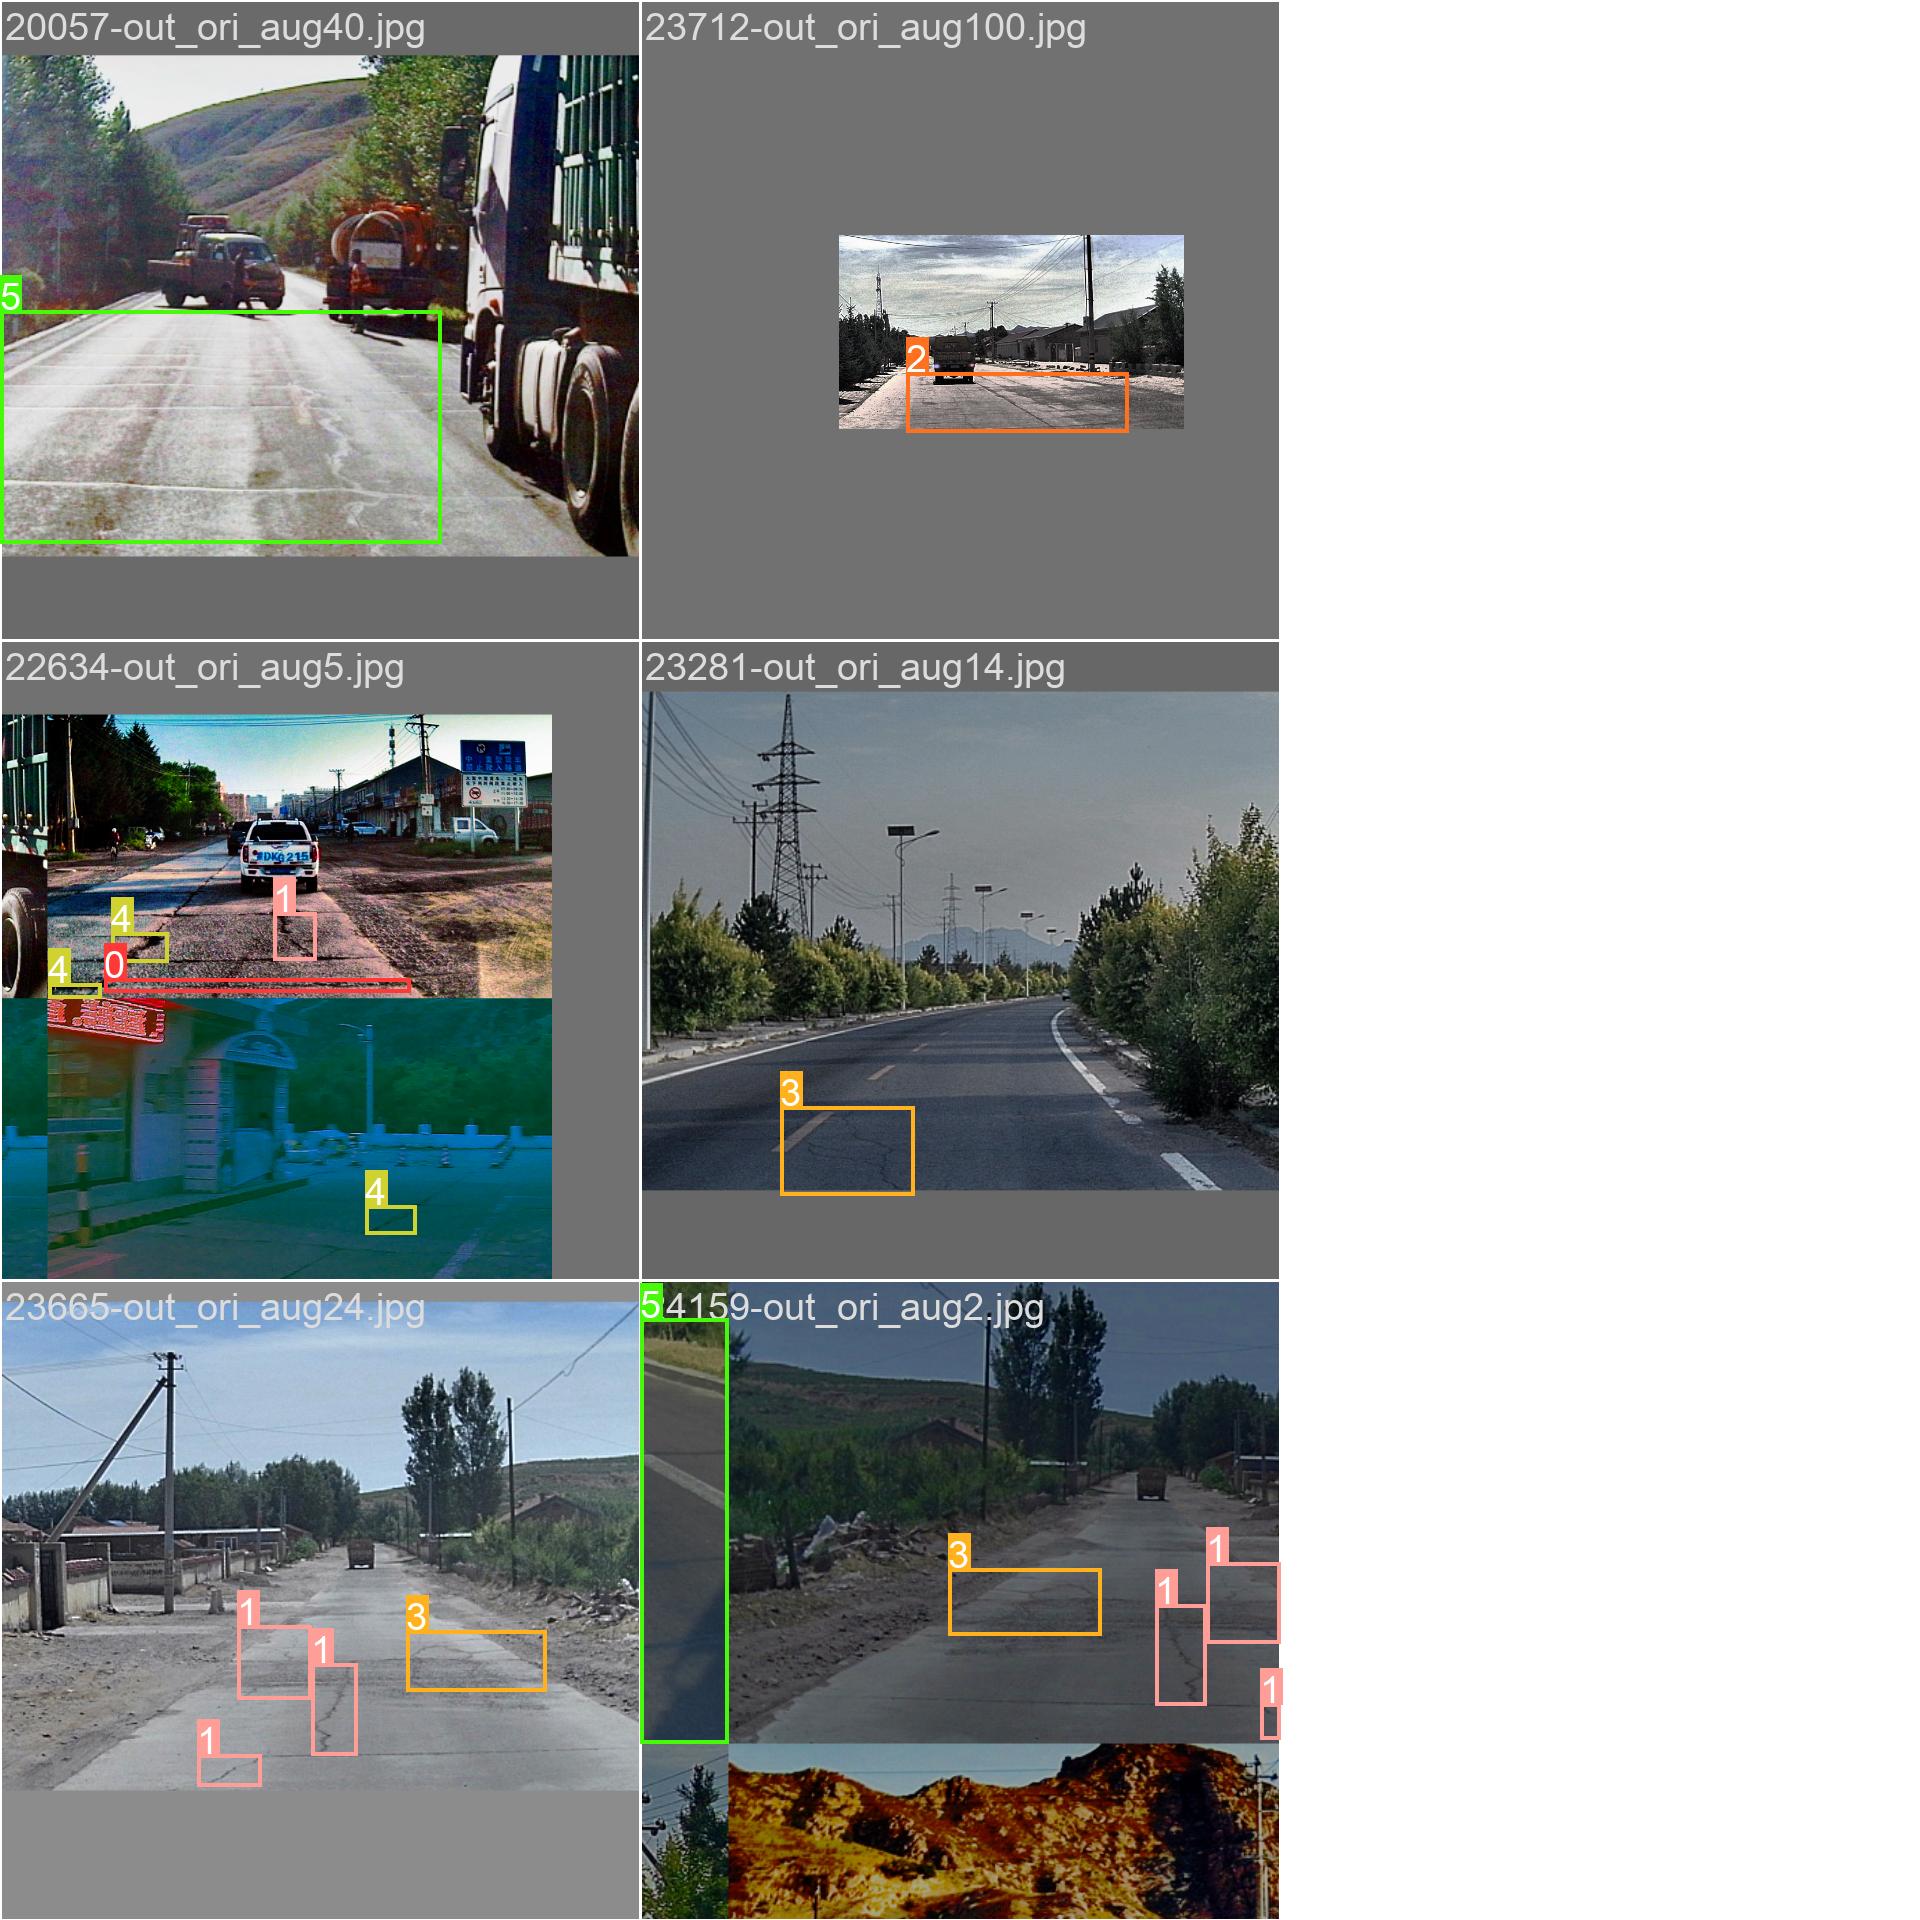 20057-out_ori_aug40.jpg
23712-out_ori_aug100.jpg
5
2
22634-out_ori_aug5.jpg
23281-out_ori_aug14.jpg
DKG215
1
4
4
0
3
4
23665-out_ori_aug24.jpg
5
4159-out_ori_aug2.jpg
1
1
3
1
3
1
1
1